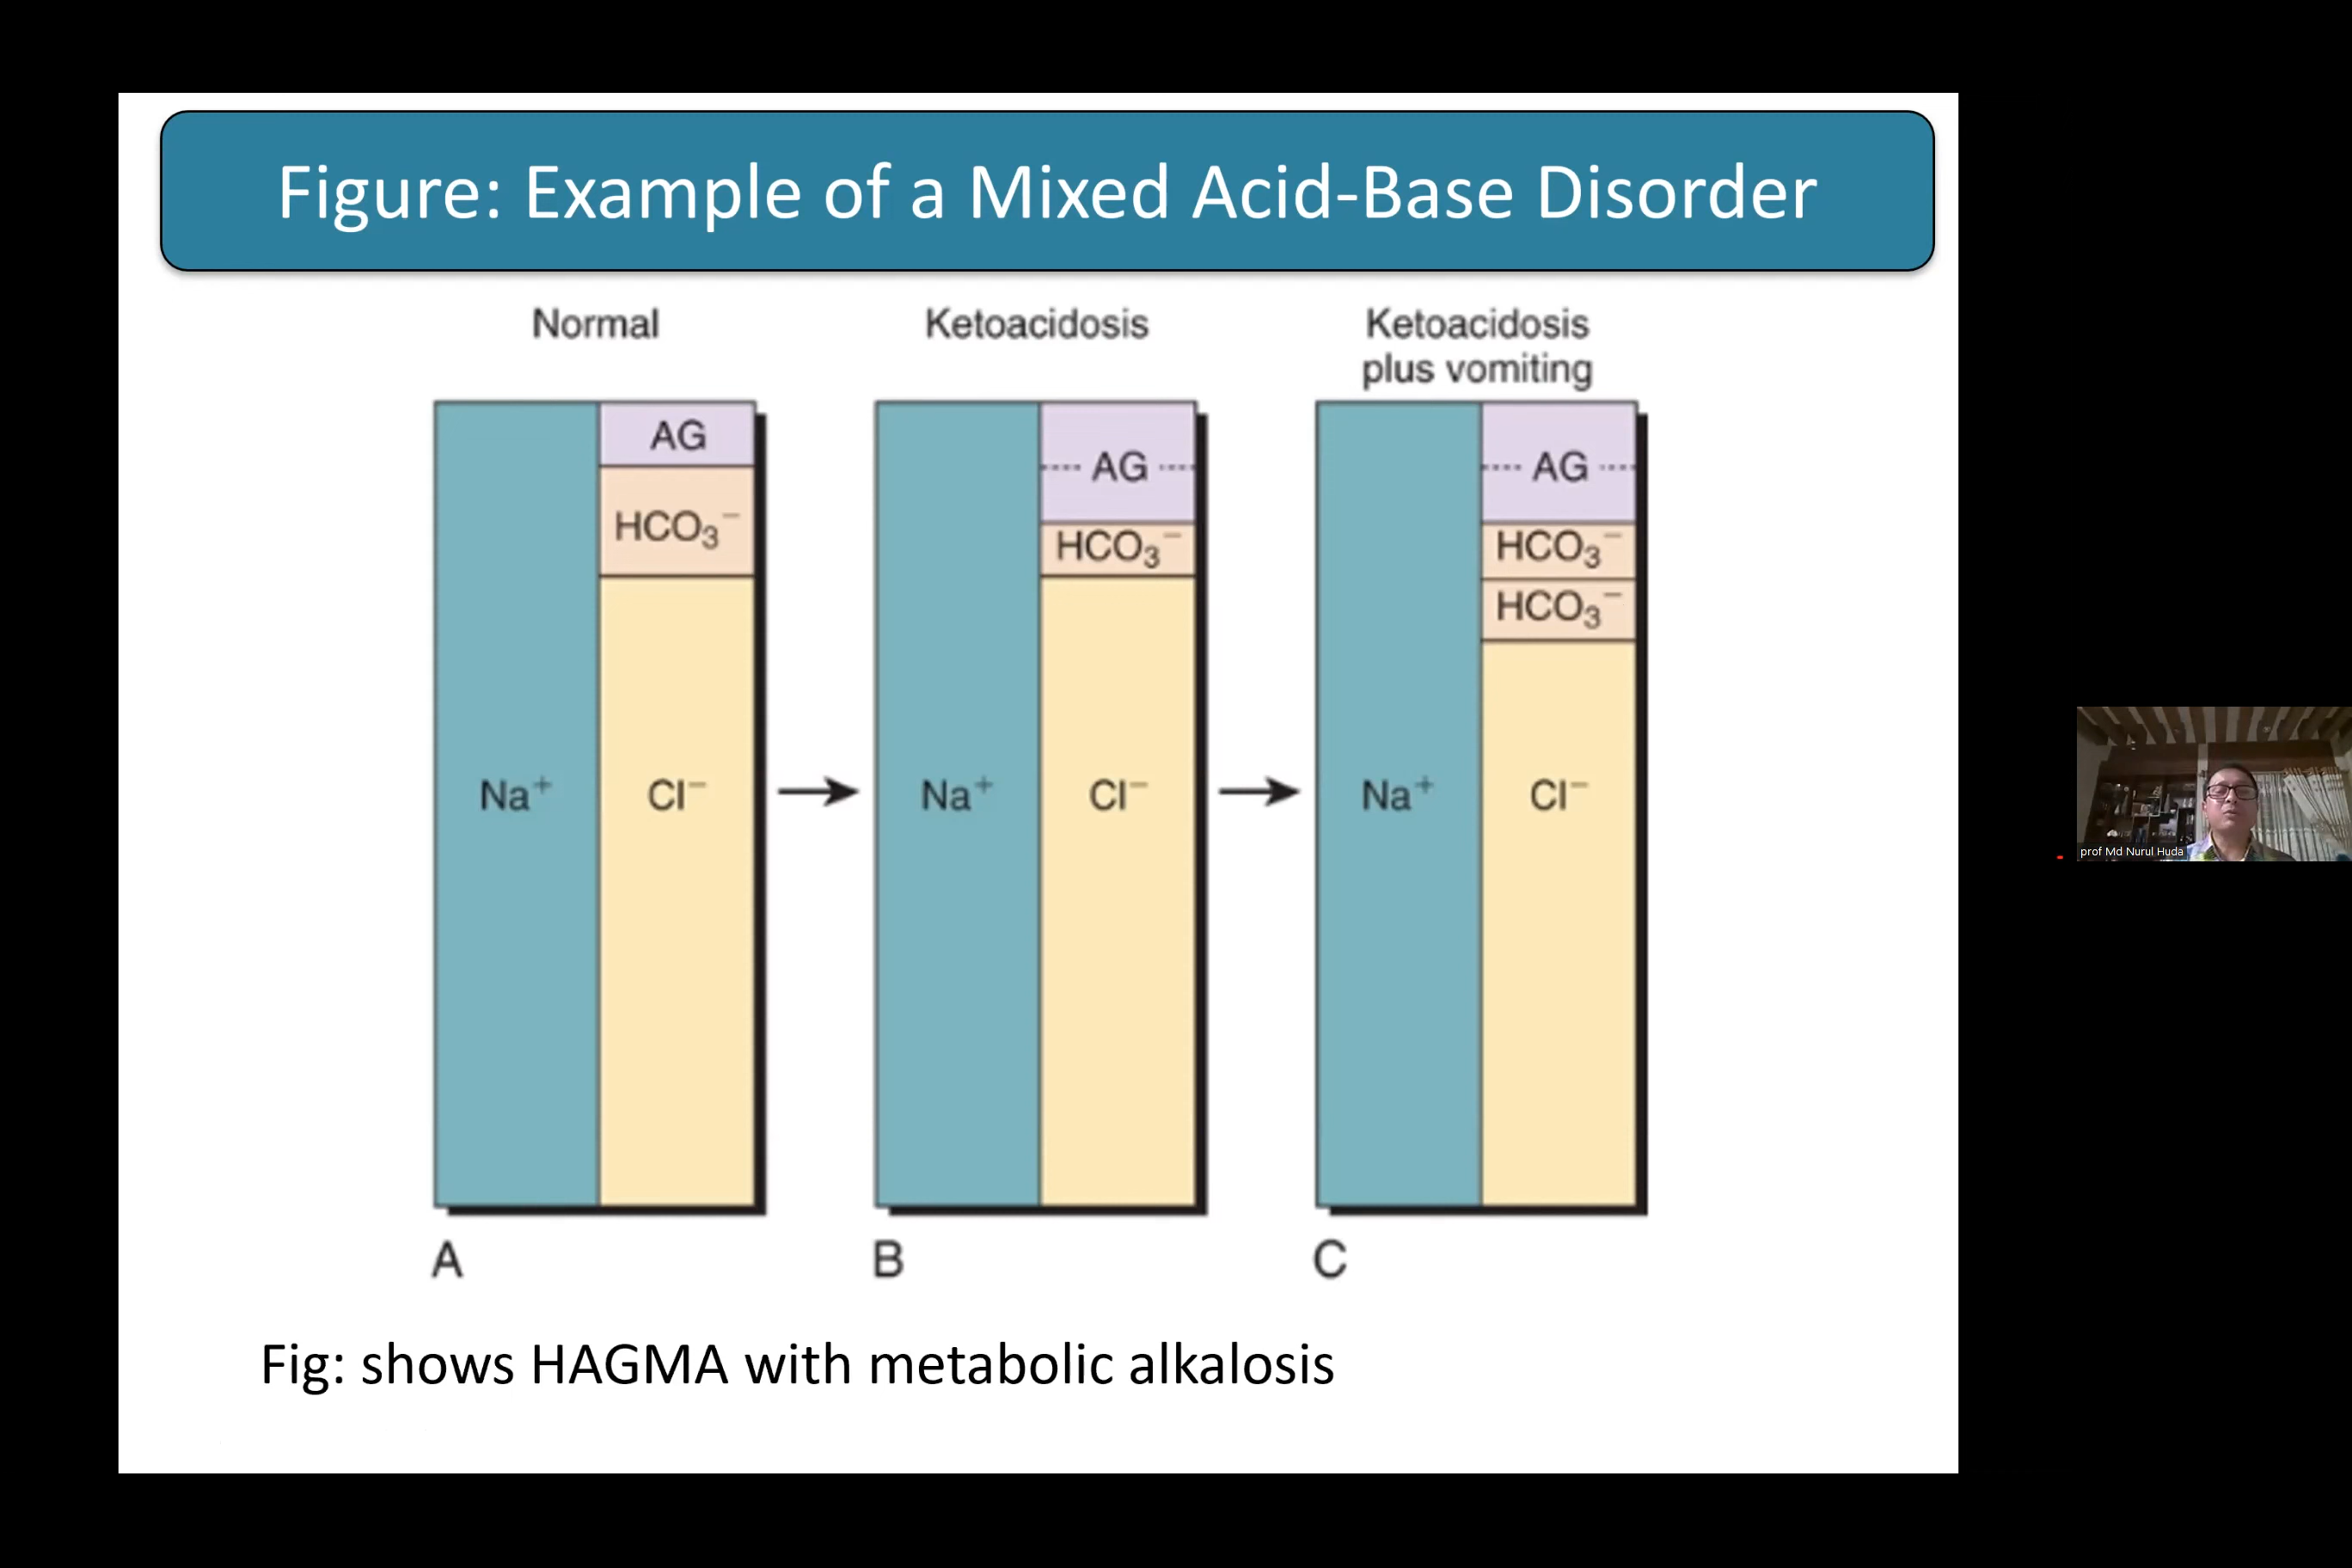 Figure: Example of a Mixed Acid-Base Disorder
Normal
Ketoacidosis
Ketoacidosis
plus vomiting
AG
HCO₃⁻
Na⁺
Cl⁻
A
AG
HCO₃⁻
Na⁺
Cl⁻
B
AG
HCO₃⁻
HCO₃⁻
Na⁺
Cl⁻
C
Fig: shows HAGMA with metabolic alkalosis
prof Md Nurul Huda